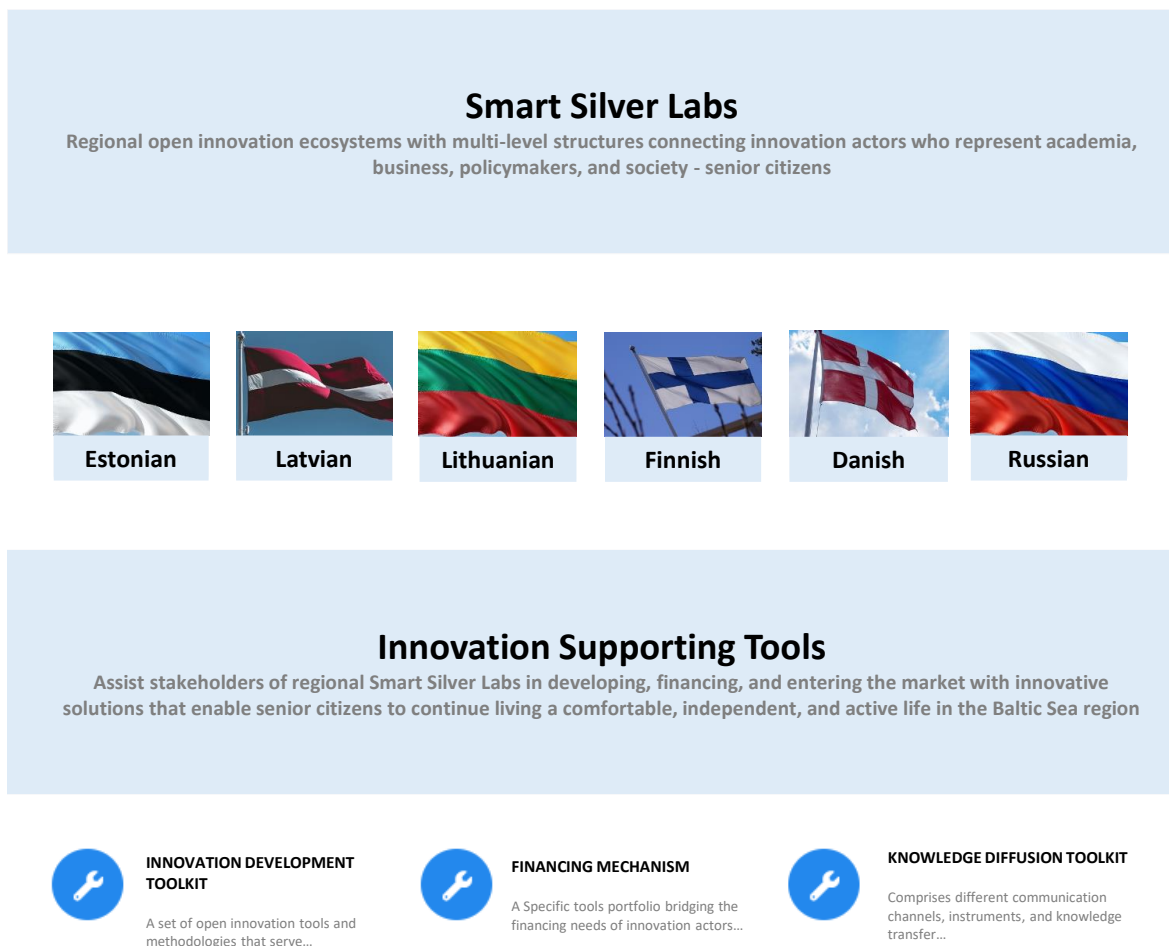 Smart Silver Labs
Regional open innovation ecosystems with multi-level structures connecting innovation actors who represent academia,
business, policymakers, and society - senior citizens
Estonian
Latvian
Lithuanian
Finnish
Danish
Russian
Innovation Supporting Tools
Assist stakeholders of regional Smart Silver Labs in developing, financing, and entering the market with innovative
solutions that enable senior citizens to continue living a comfortable, independent, and active life in the Baltic Sea region
INNOVATION DEVELOPMENT
TOOLKIT
A set of open innovation tools and
methodologies that serve…
FINANCING MECHANISM
A Specific tools portfolio bridging the
financing needs of innovation actors…
KNOWLEDGE DIFFUSION TOOLKIT
Comprises different communication
channels, instruments, and knowledge
transfer…